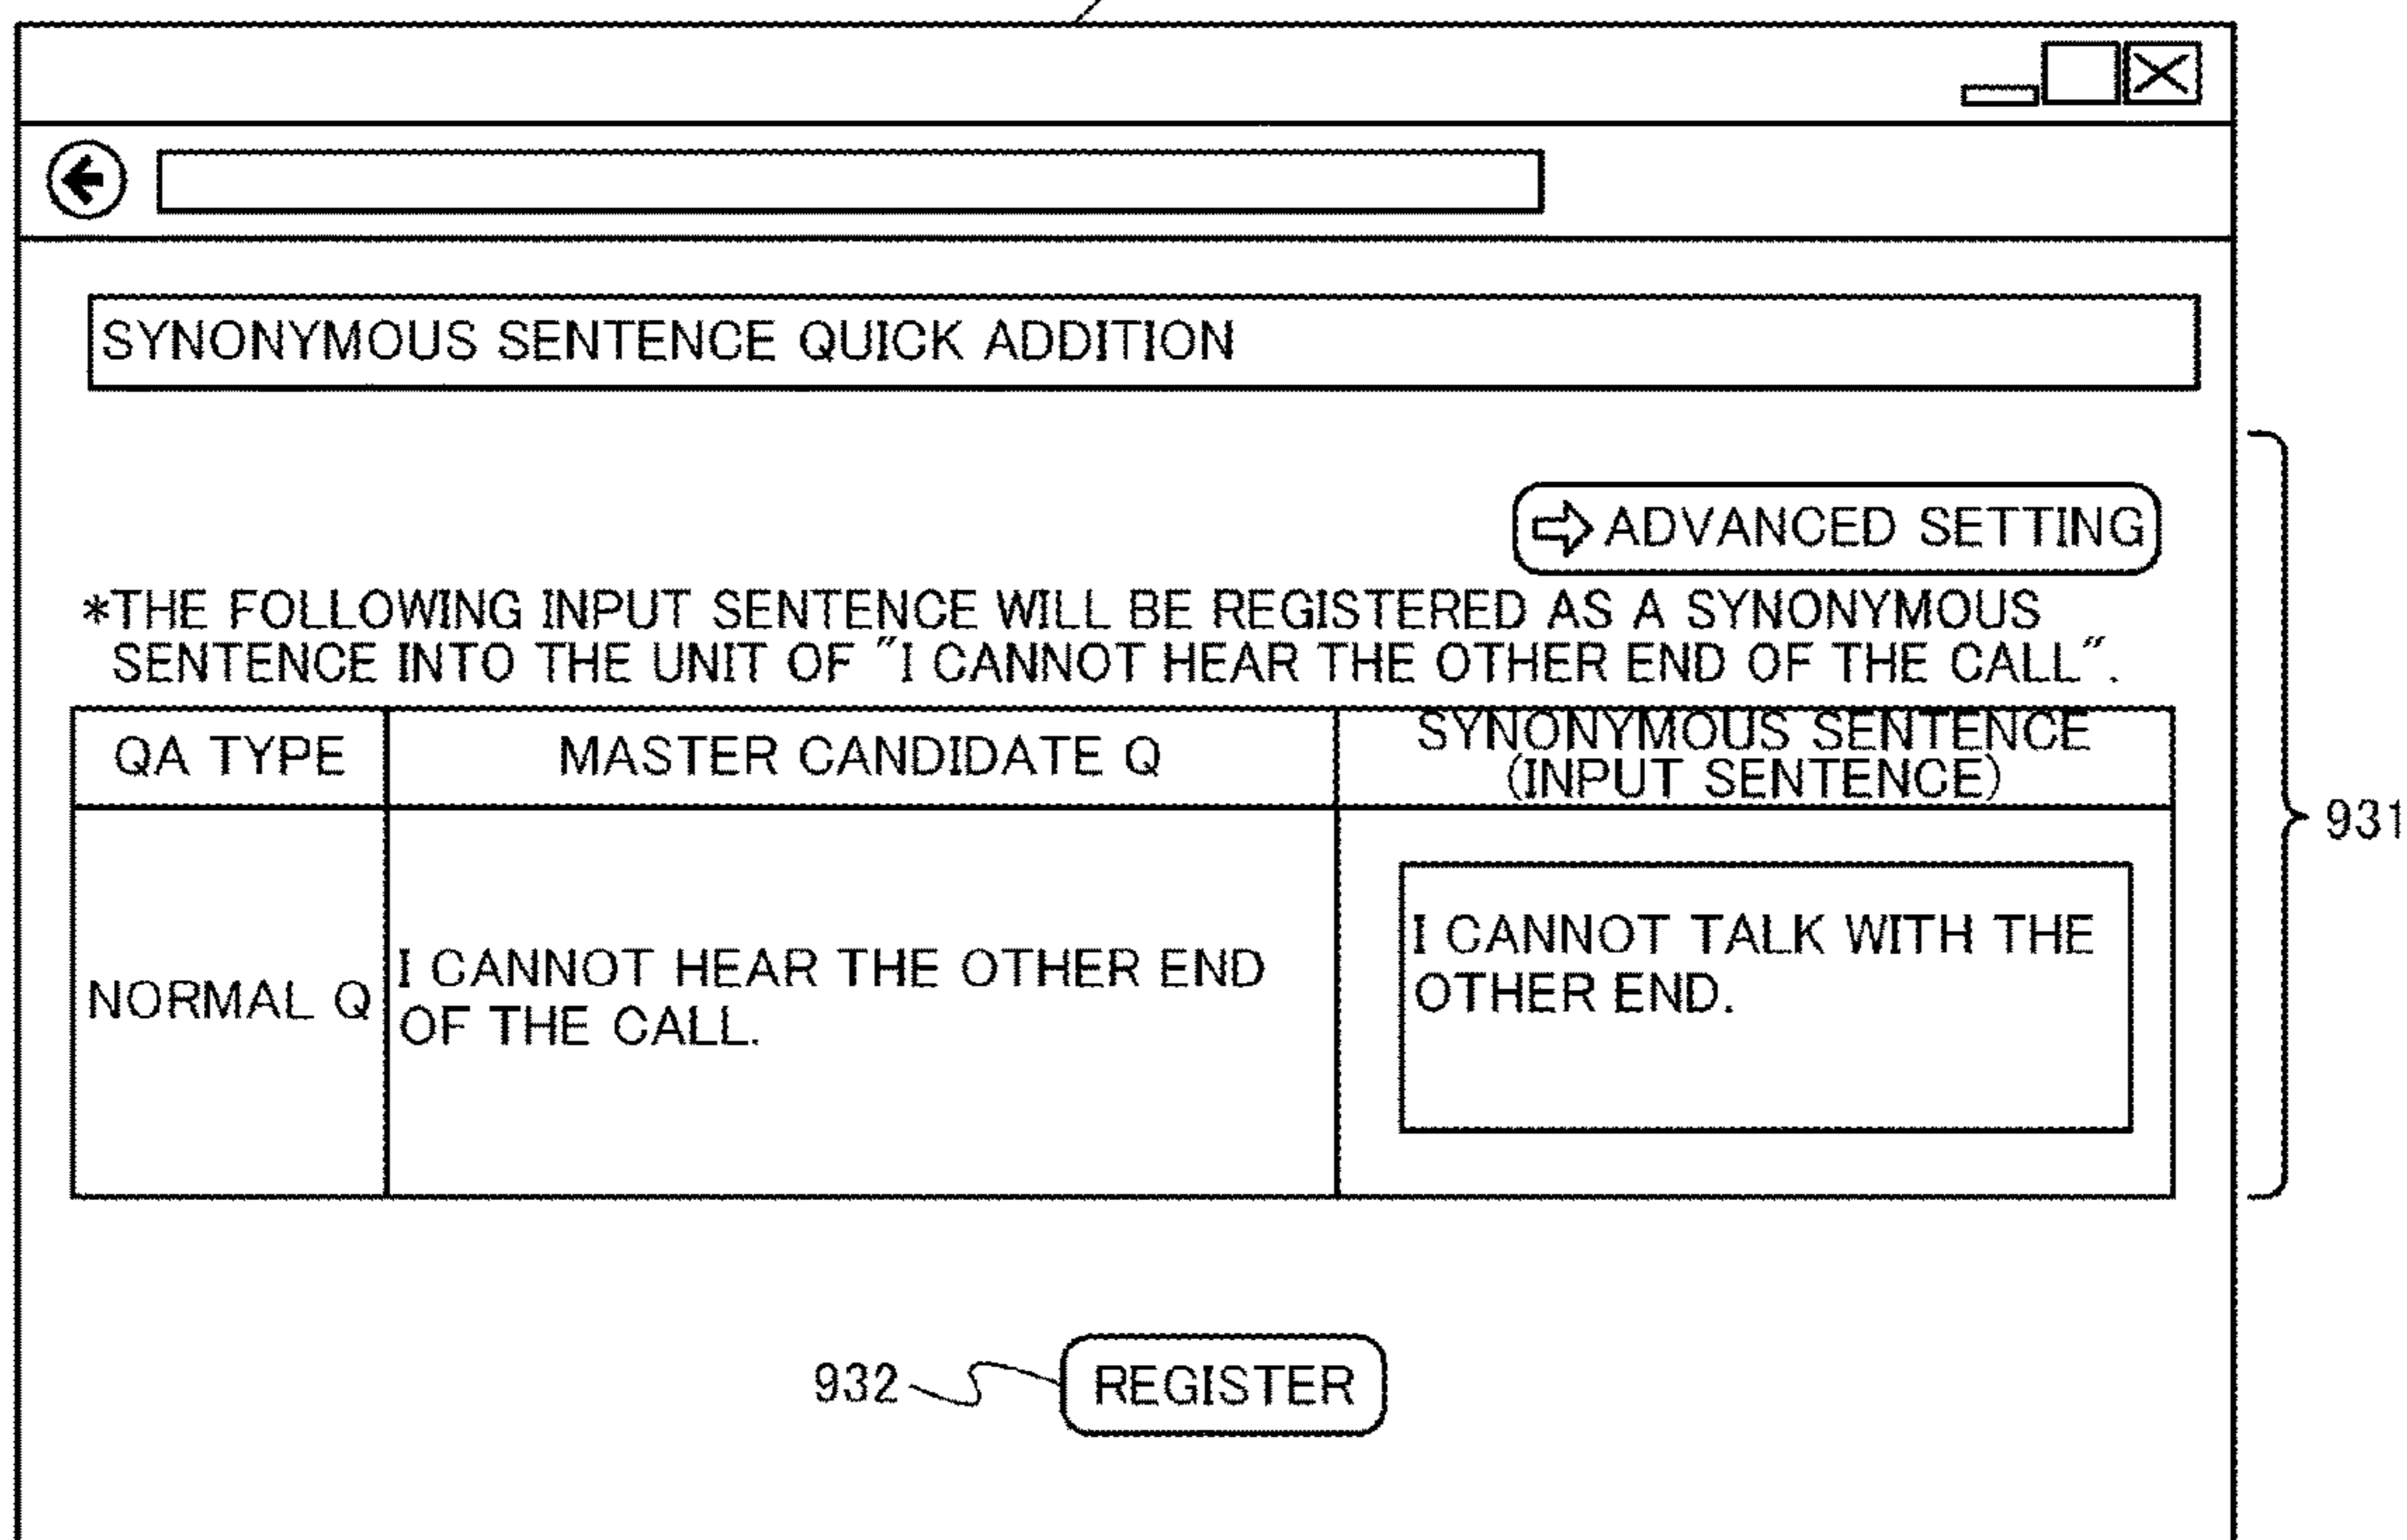 SYNONYMOUS SENTENCE QUICK ADDITION
ADVANCED SETTING
*THE FOLLOWING INPUT SENTENCE WILL BE REGISTERED AS A SYNONYMOUS
SENTENCE INTO THE UNIT OF "I CANNOT HEAR THE OTHER END OF THE CALL".
QA TYPE
MASTER CANDIDATE Q
SYNONYMOUS SENTENCE
(INPUT SENTENCE)
931
NORMAL Q
I CANNOT HEAR THE OTHER END
OF THE CALL.
I CANNOT TALK WITH THE
OTHER END.
932
REGISTER